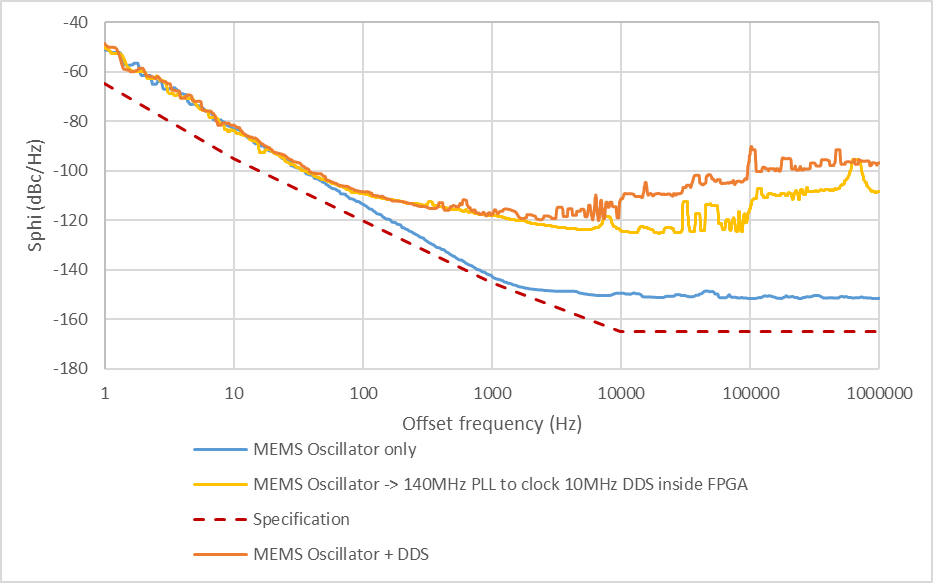 -40
-60
-80
-100
-120
-140
-160
-180
Sphi (dBc/Hz)
1 10 100 1000 10000 100000 1000000
Offset frequency (Hz)
MEMS Oscillator only
MEMS Oscillator -> 140MHz PLL to clock 10MHz DDS inside FPGA
Specification
MEMS Oscillator + DDS